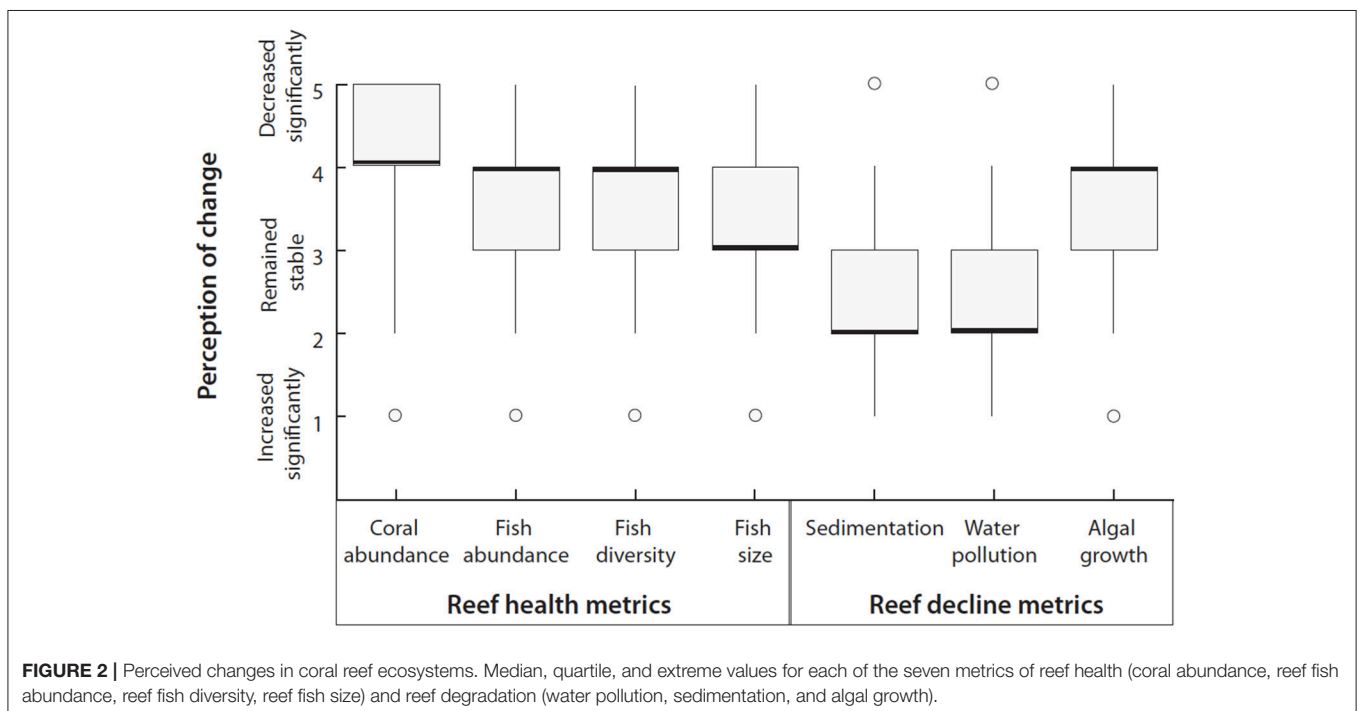 Perception of change
Decreased
significantly
Remained
stable
Increased
significantly
5
4
3
2
1
Coral
abundance
Fish
abundance
Fish
diversity
Fish
size
Sedimentation
Water
pollution
Algal
growth
Reef health metrics
Reef decline metrics
FIGURE 2 | Perceived changes in coral reef ecosystems. Median, quartile, and extreme values for each of the seven metrics of reef health (coral abundance, reef fish
abundance, reef fish diversity, reef fish size) and reef degradation (water pollution, sedimentation, and algal growth).